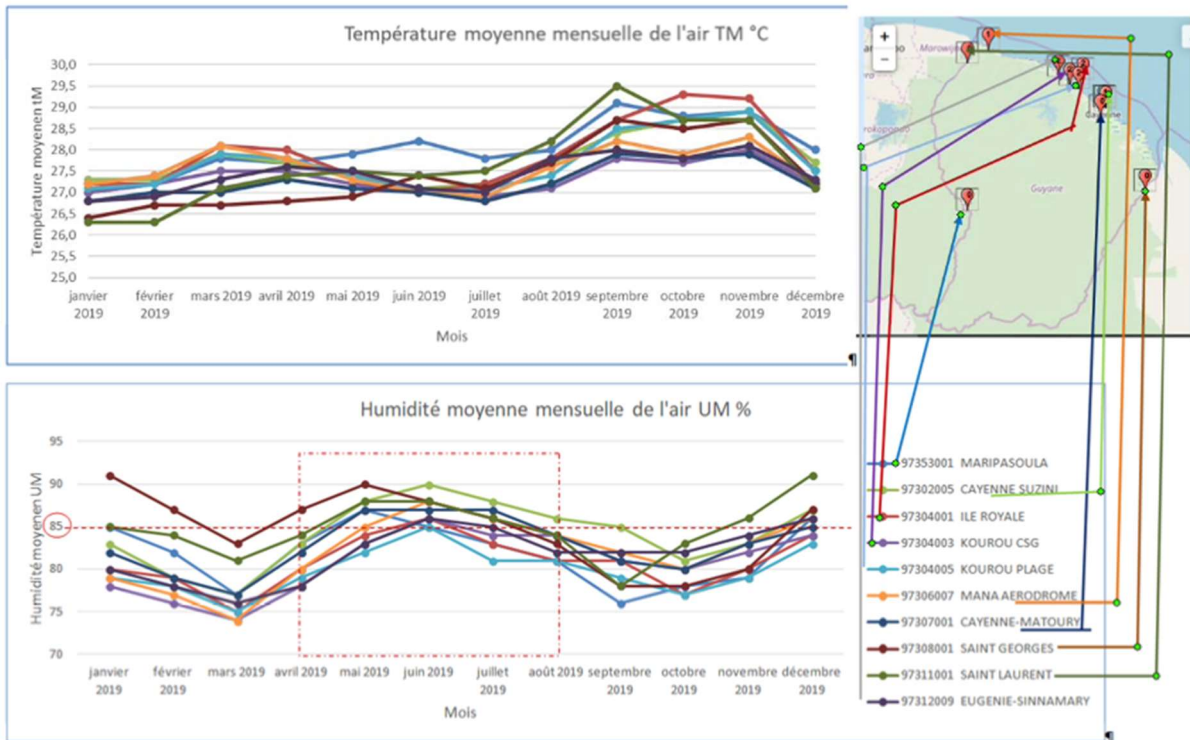 Température moyenne mensuelle de l'air TM °C
Température moyenen tM
30,0
29,5
29,0
28,5
28,0
27,5
27,0
26,5
26,0
25,5
25,0
janvier 2019
février 2019
mars 2019
avril 2019
mai 2019
juin 2019
juillet 2019
août 2019
septembre 2019
octobre 2019
novembre 2019
décembre 2019
Mois
+
−
Guyane
Cayenne
¶
Humidité moyenne mensuelle de l'air UM %
Humidité moyenen UM
95
90
85
80
75
70
janvier 2019
février 2019
mars 2019
avril 2019
mai 2019
juin 2019
juillet 2019
août 2019
septembre 2019
octobre 2019
novembre 2019
décembre 2019
Mois
97353001 MARIPASOULA
97302005 CAYENNE SUZINI
97304001 ILE ROYALE
97304003 KOUROU CSG
97304005 KOUROU PLAGE
97306007 MANA AERODROME
97307001 CAYENNE-MATOURY
97308001 SAINT GEORGES
97311001 SAINT LAURENT
97312009 EUGENIE-SINNAMARY
¶